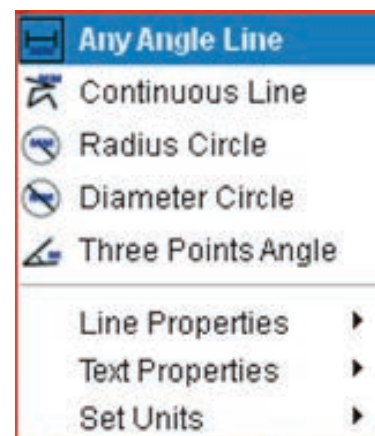 Any Angle Line
Continuous Line
Radius Circle
Diameter Circle
Three Points Angle
Line Properties
Text Properties
Set Units